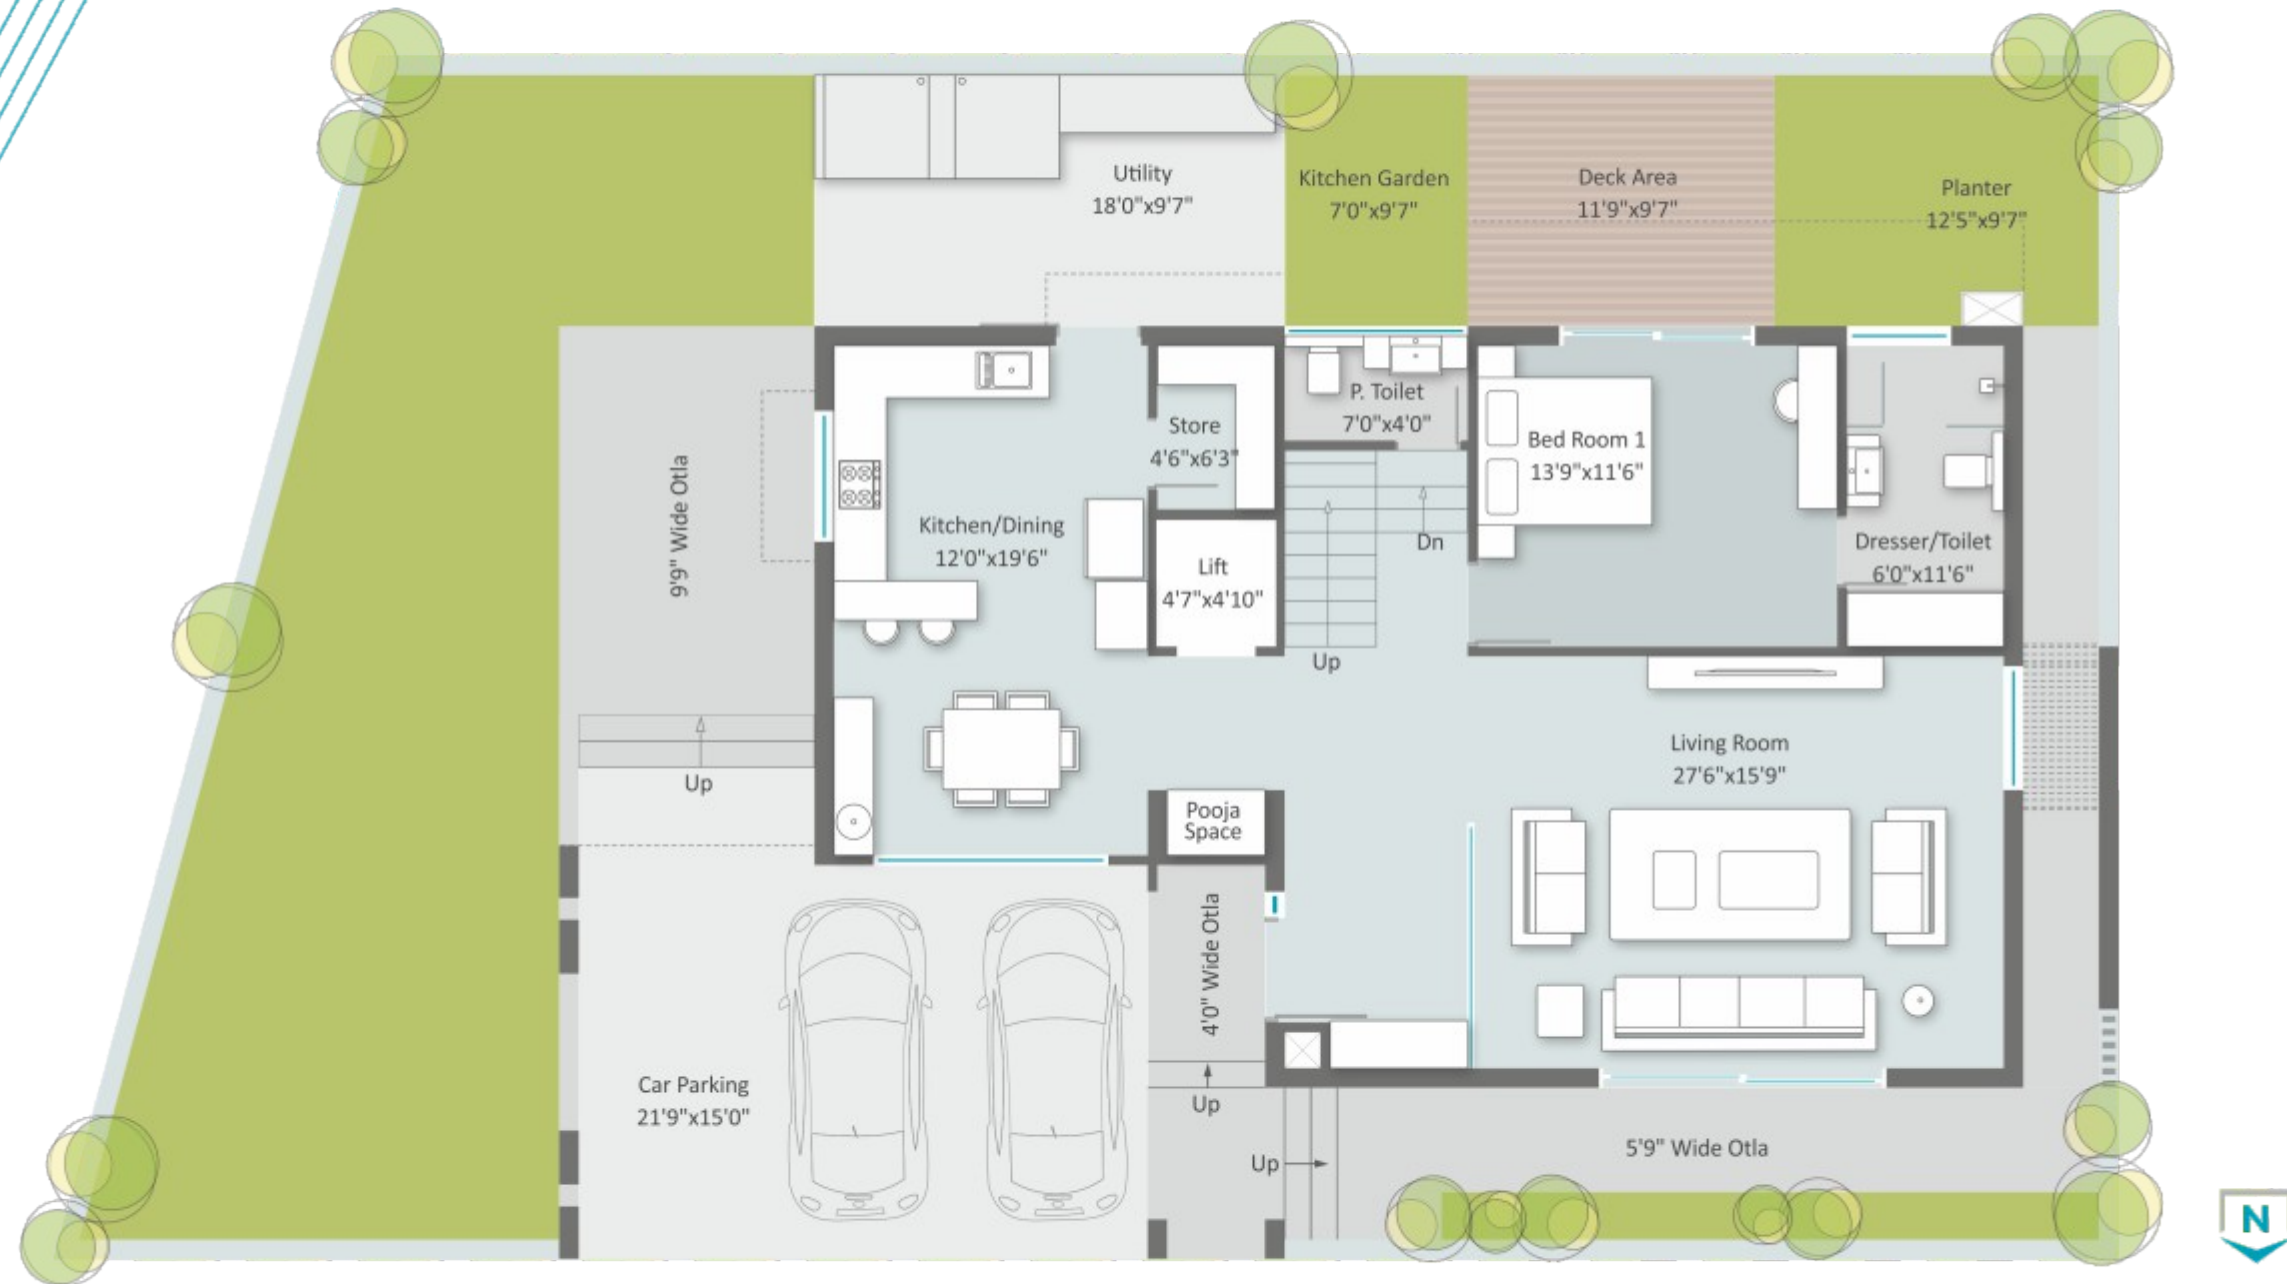 Utility
18'0"x9'7"
Kitchen Garden
7'0"x9'7"
Deck Area
11'9"x9'7"
Planter
12'5"x9'7"
P. Toilet
7'0"x4'0"
Store
4'6"x6'3"
Bed Room 1
13'9"x11'6"
9'9" Wide Otla
Kitchen/Dining
12'0"x19'6"
Lift
4'7"x4'10"
Dn
Up
Dresser/Toilet
6'0"x11'6"
Living Room
27'6"x15'9"
Up
Pooja
Space
4'0" Wide Otla
Car Parking
21'9"x15'0"
Up
Up
5'9" Wide Otla
N